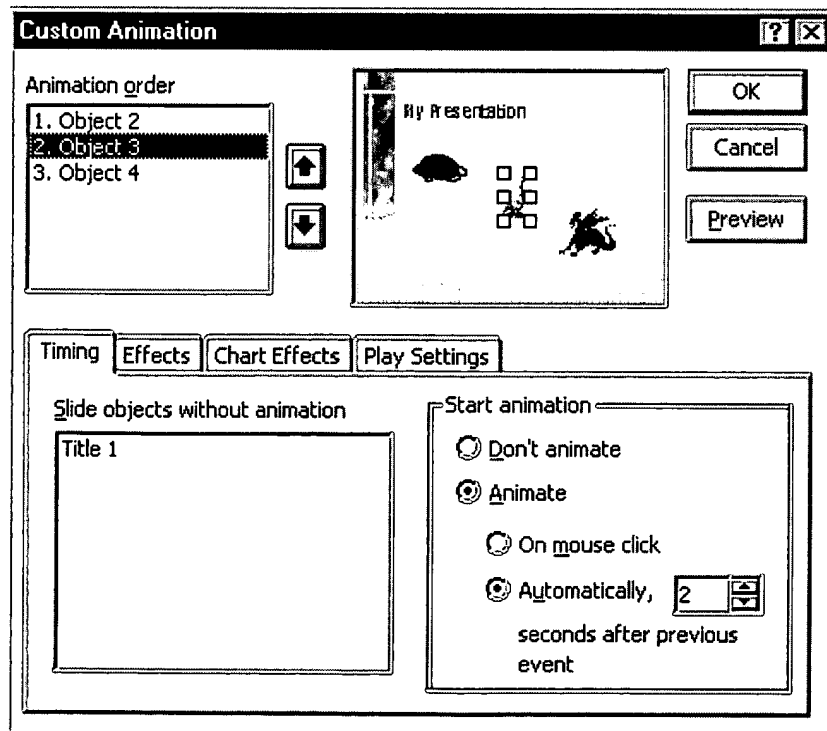 Custom Animation
Animation order
1. Object 2
2. Object 3
3. Object 4
My Presentation
OK
Cancel
Preview
Timing
Effects
Chart Effects
Play Settings
Slide objects without animation
Title 1
Start animation
Don't animate
Animate
On mouse click
Automatically, 2
seconds after previous
event